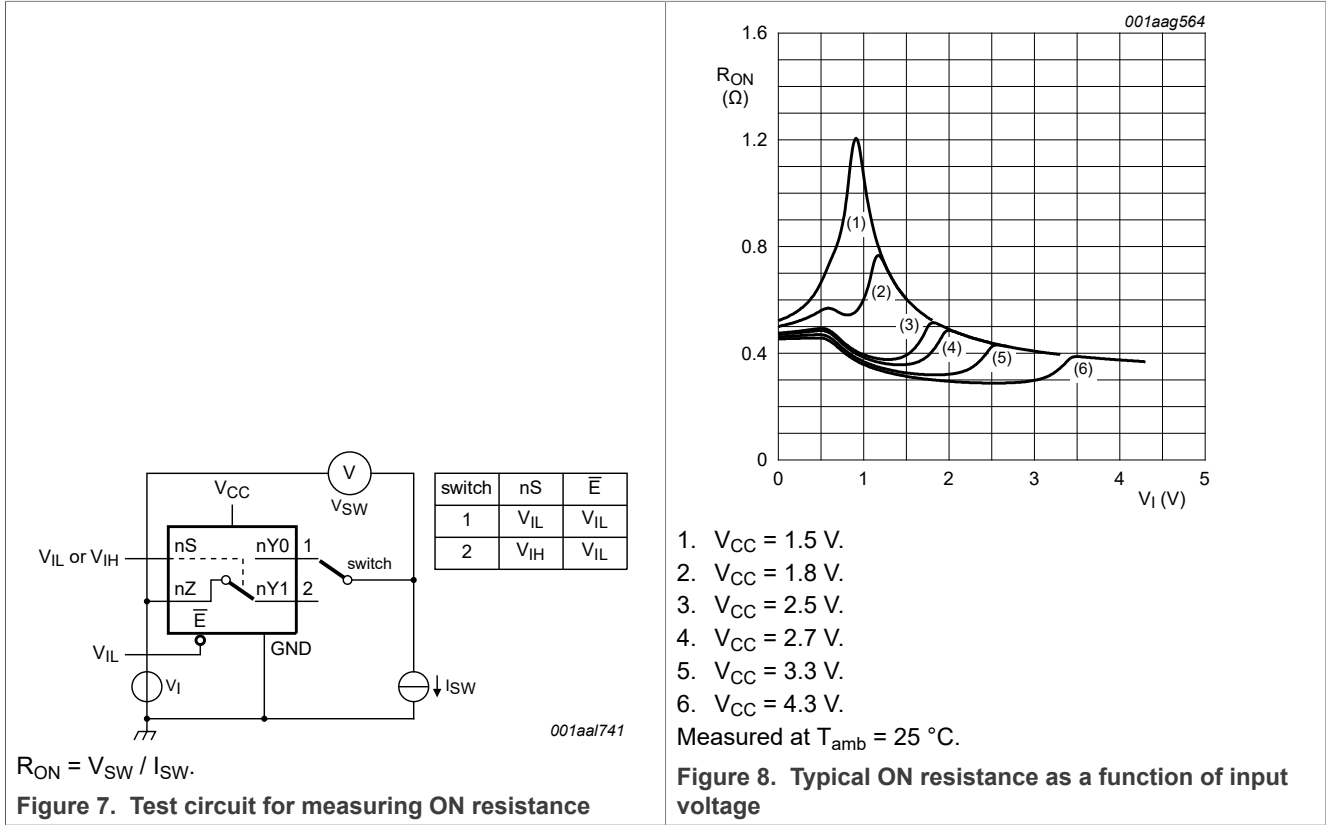 V
VCC
VSW
switch nS E̅
1 VIL VIL
2 VIH VIL
VIL or VIH
nS nY0 1
switch
nZ nY1 2
E̅
VIL
GND
VI
ISW
001aal741
RON = VSW / ISW.
Figure 7. Test circuit for measuring ON resistance
001aag564
1.6
RON
(Ω)
1.2
(1)
0.8
(2)
(3)
(4)
(5)
0.4
(6)
0
0 1 2 3 4 5
VI (V)
1. VCC = 1.5 V.
2. VCC = 1.8 V.
3. VCC = 2.5 V.
4. VCC = 2.7 V.
5. VCC = 3.3 V.
6. VCC = 4.3 V.
Measured at Tamb = 25 °C.
Figure 8. Typical ON resistance as a function of input
voltage